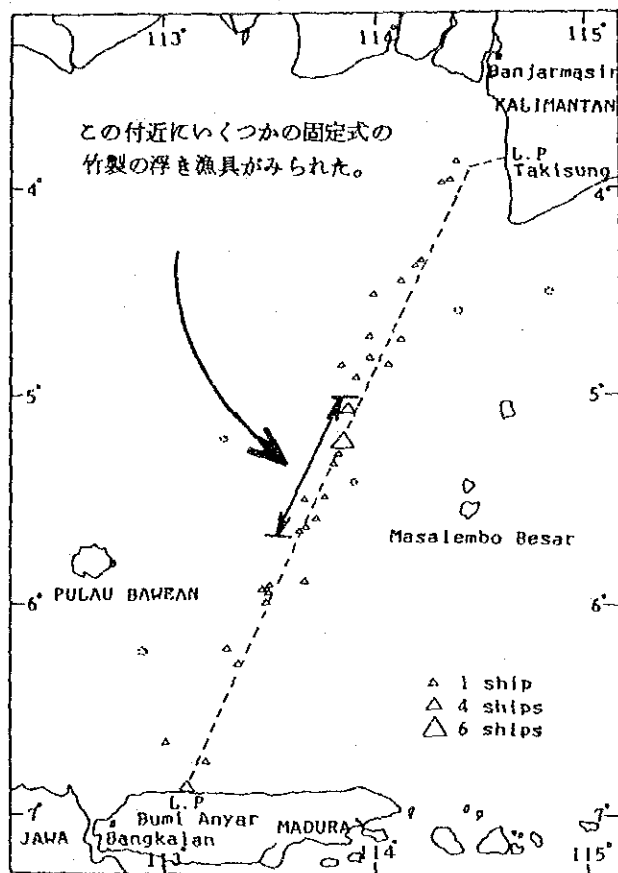 113° 114° 115°
Banjarmasin
KALIMANTAN
この付近にいくつかの固定式の
竹製の浮き漁具がみられた。
L.P
Takisung
4° 4°
5° 5°
Masalembo Besar
PULAU BAWEAN
6° 6°
△ 1 ship
△ 4 ships
△ 6 ships
L.P
7° Bumi Anyar 7°
JAWA Bangkalan MADURA
113° 114° 115°